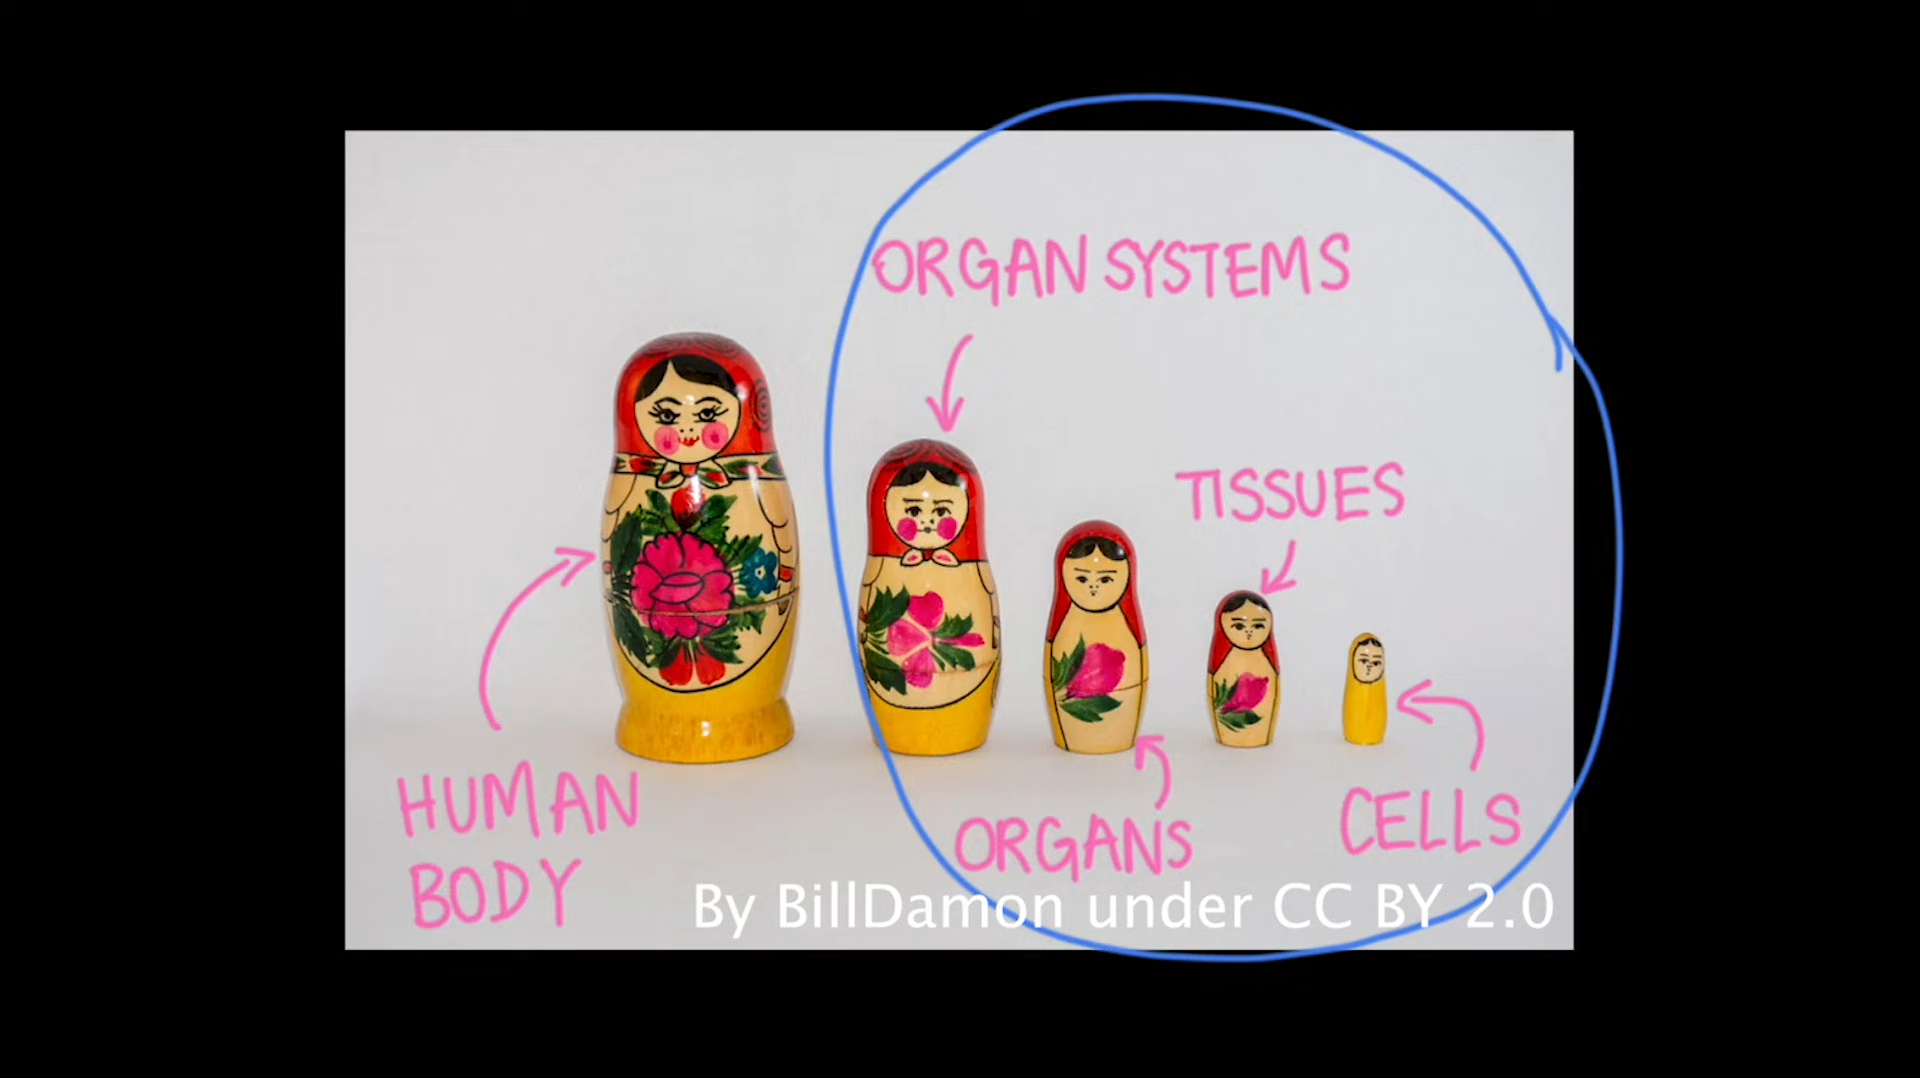 ORGAN SYSTEMS
TISSUES
HUMAN
BODY
ORGANS
CELLS
By BillDamon under CC BY 2.0